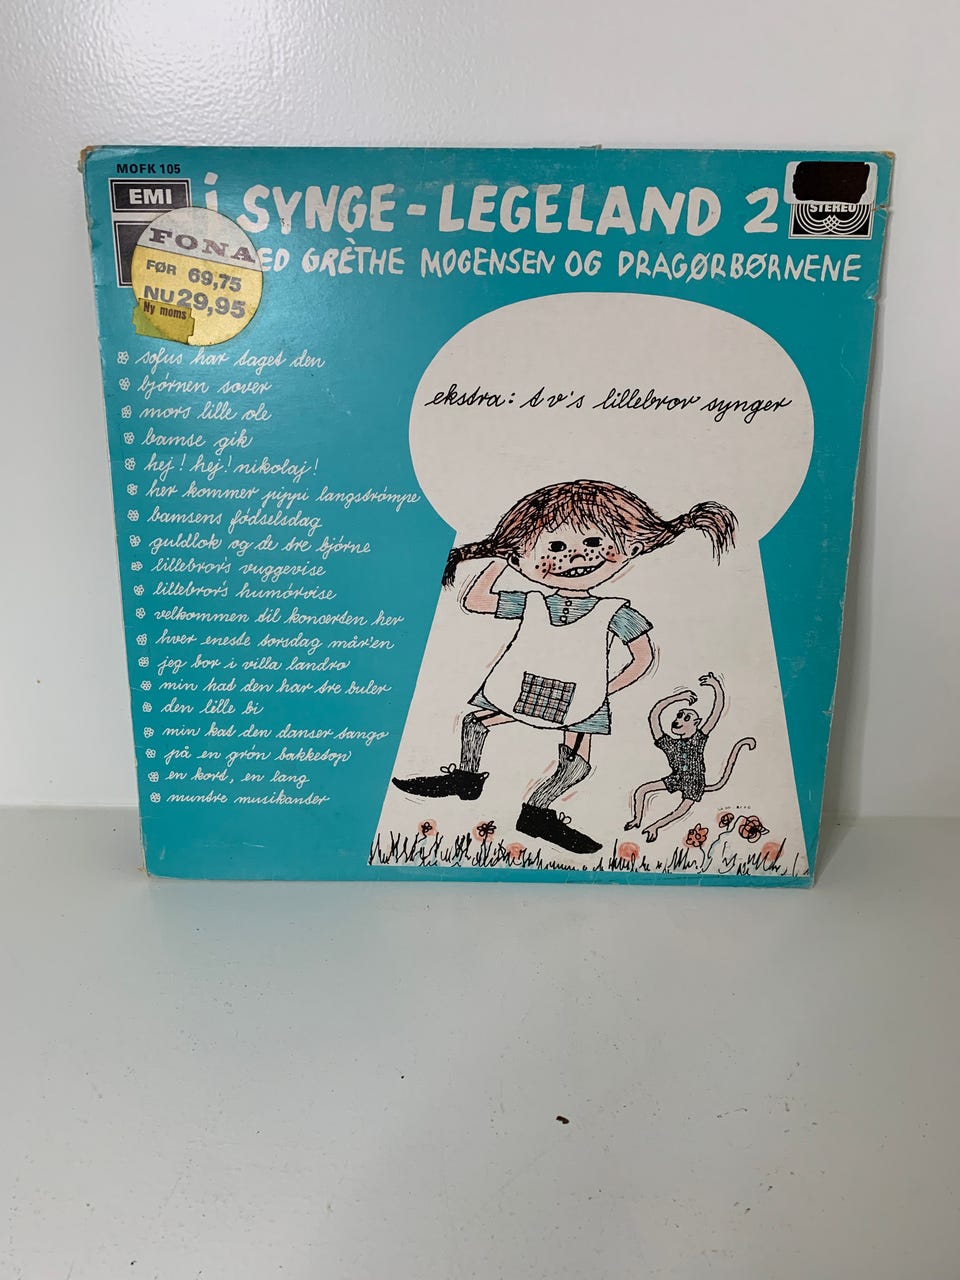 MOFK 105
EMI
i SYNGE-LEGELAND 2
STEREO
ED GRÈTHE MOGENSEN OG DRAGØRBØRNENE
FONA
FØR 69,75
NU 29,95
Ny moms
ekstra: tv's lillebror synger
sofus har taget den
bjørnen sover
mors lille ole
bamse gik
hej! hej! nikolaj!
her kommer pippi langstrømpe
bamsens fødselsdag
guldlok og de tre bjørne
lillebror's vuggevise
lillebror's humørvise
velkommen til koncerten her
hver eneste torsdag mår'en
jeg bor i villa landro
min hat den har tre buler
den lille bi
min kat den danser tango
på en grøn bakketop
en kort, en lang
muntre musikanter